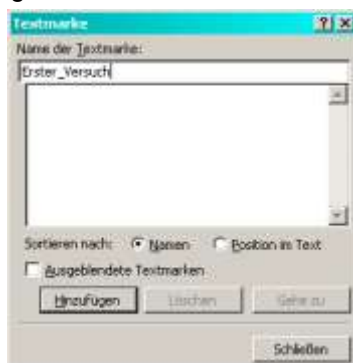 Textmarke
Name der Textmarke:
Erster_Versuch
Sortieren nach: Namen Position im Text
Ausgeblendete Textmarken
Hinzufügen Löschen Gehe zu
Schließen